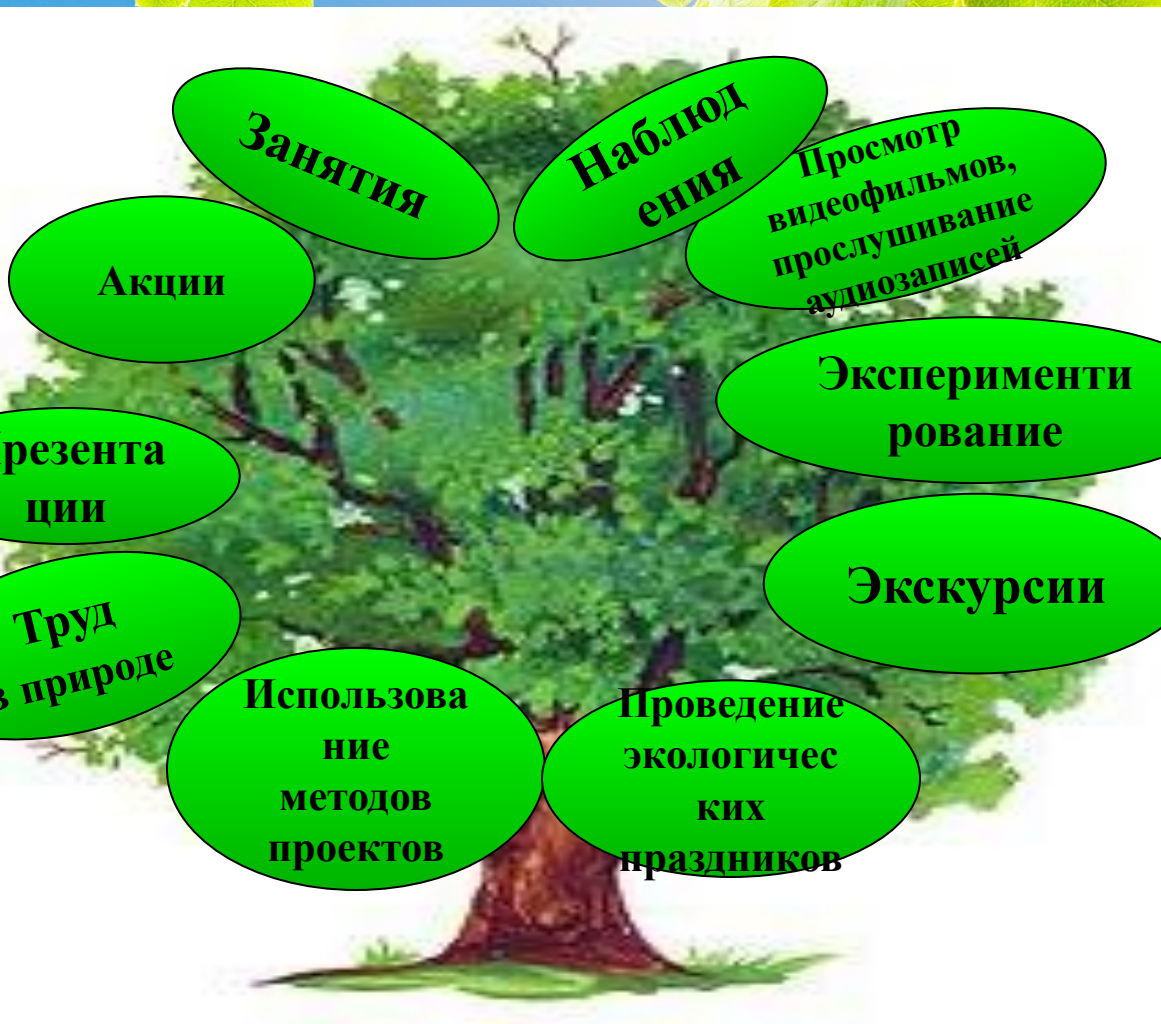 Занятия
Наблюд
ения
Просмотр
видеофильмов,
прослушивание
аудиозаписей
Акции
Эксперименти
рование
резента
ции
Экскурсии
Труд
в природе
Использова
ние
методов
проектов
Проведение
экологичес
ких
праздников